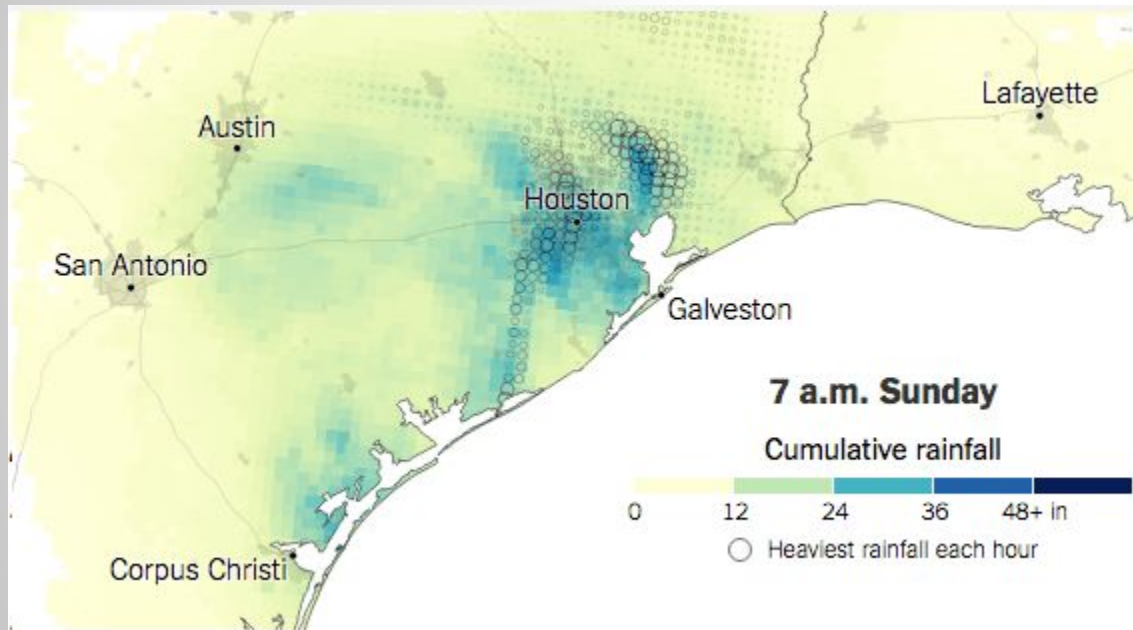 Lafayette
Austin
Houston
San Antonio
Galveston
7 a.m. Sunday
Cumulative rainfall
0 12 24 36 48+ in
Heaviest rainfall each hour
Corpus Christi